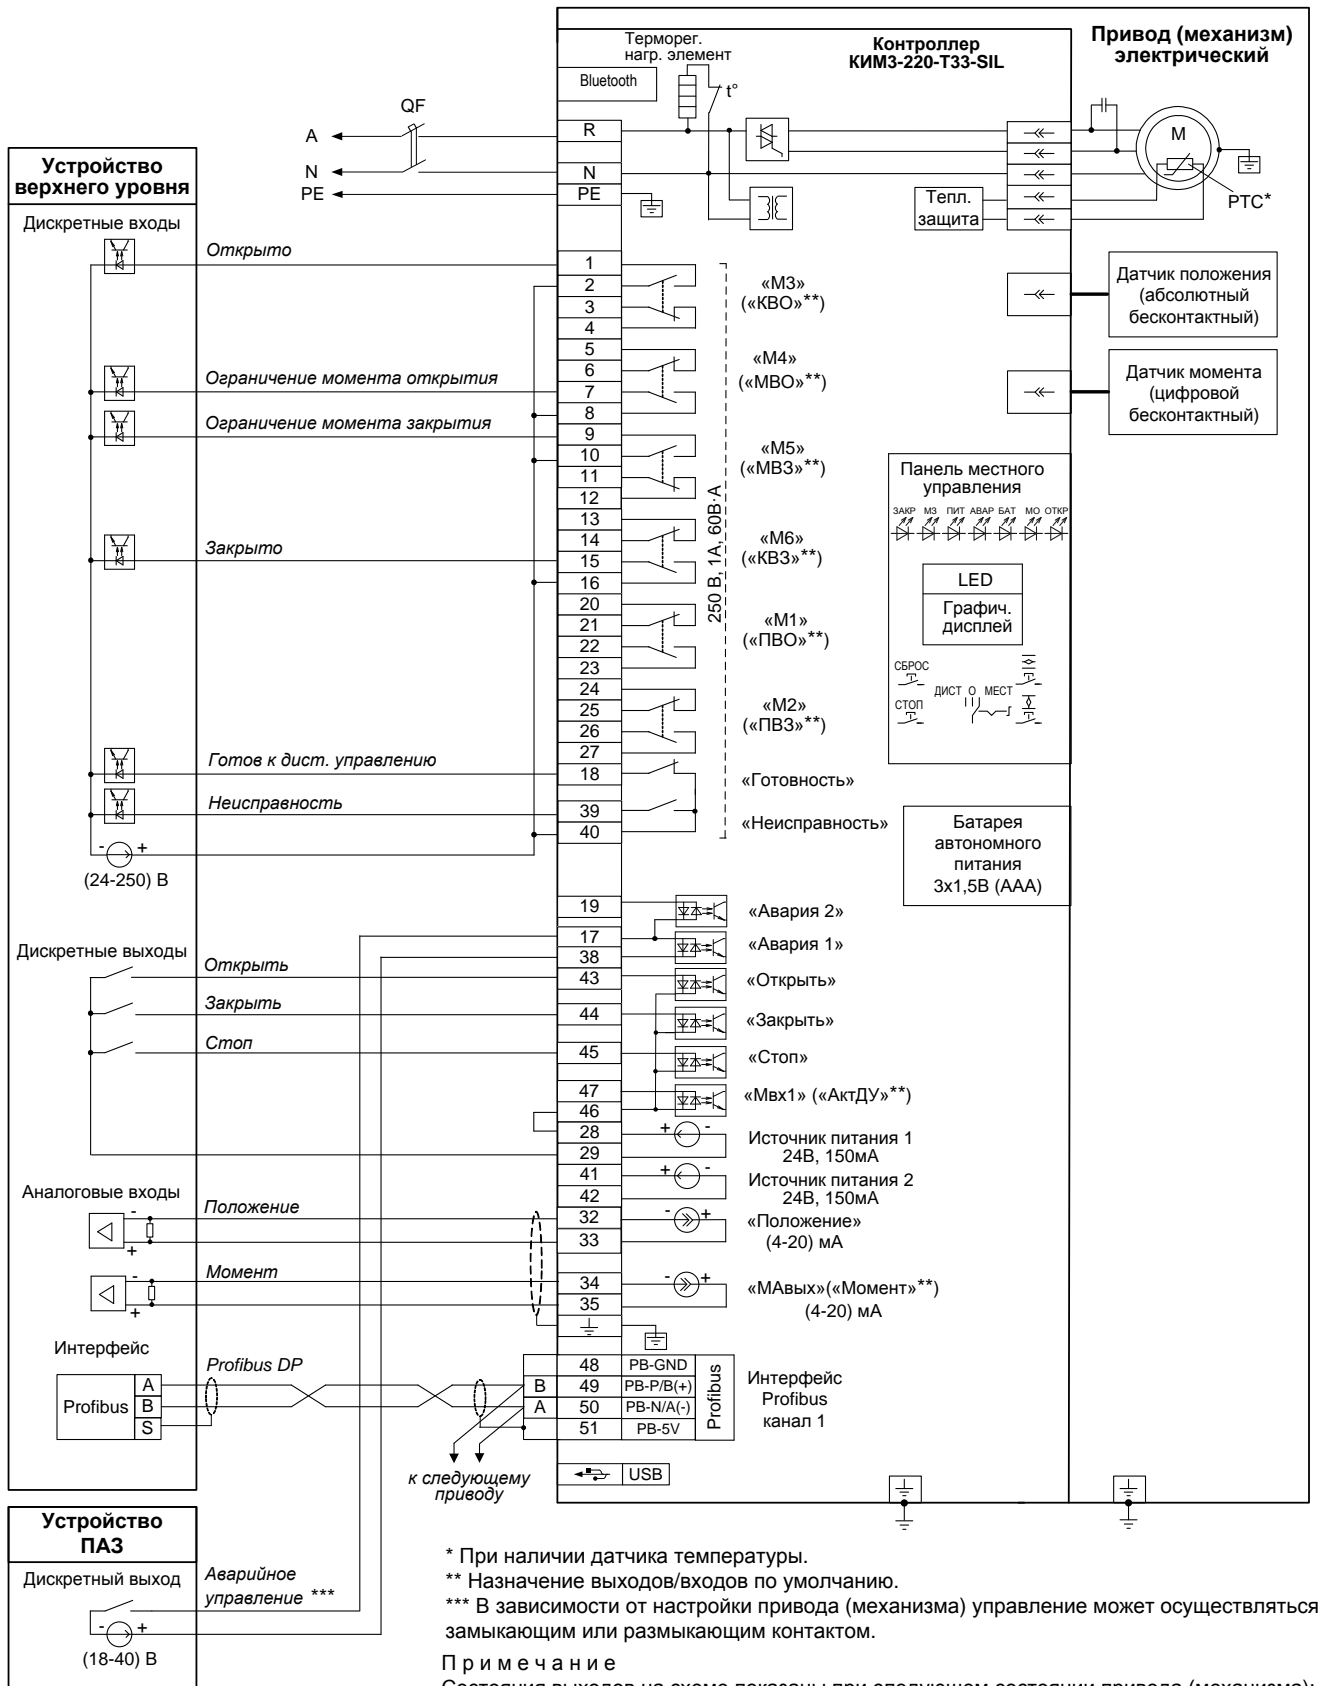 Терморег.
нагр. элемент
Контроллер
КИМ3-220-Т33-SIL
Привод (механизм)
электрический
Bluetooth
t°
QF
A
N
PE
R
N
PE
M
PTC*
Тепл.
защита
Устройство
верхнего уровня
Дискретные входы
Открыто
Ограничение момента открытия
Ограничение момента закрытия
Закрыто
Готов к дист. управлению
Неисправность
- +
(24-250) В
1
2
3
4
5
6
7
8
9
10
11
12
13
14
15
16
20
21
22
23
24
25
26
27
18
39
40
«М3»
(«КВО»**)
«М4»
(«МВО»**)
«М5»
(«МВЗ»**)
«М6»
(«КВЗ»**)
«М1»
(«ПВО»**)
«М2»
(«ПВЗ»**)
«Готовность»
«Неисправность»
250 В, 1А, 60В·А
Датчик положения
(абсолютный
бесконтактный)
Датчик момента
(цифровой
бесконтактный)
Панель местного
управления
ЗАКР МЗ ПИТ АВАР БАТ МО ОТКР
LED
Графич.
дисплей
СБРОС
ДИСТ О МЕСТ
СТОП
Батарея
автономного
питания
3х1,5В (ААА)
Дискретные выходы
Открыть
Закрыть
Стоп
19
17
38
43
44
45
47
46
28
29
41
42
32
33
34
35
«Авария 2»
«Авария 1»
«Открыть»
«Закрыть»
«Стоп»
«Мвх1» («АктДУ»**)
+ -
Источник питания 1
24В, 150мА
+ -
Источник питания 2
24В, 150мА
- +
«Положение»
(4-20) мА
- +
«МАвых»(«Момент»**)
(4-20) мА
Аналоговые входы
Положение
-
+
Момент
-
+
Интерфейс
Profibus DP
Profibus
A
B
S
B
A
48 PB-GND
49 PB-P/B(+)
50 PB-N/A(-)
51 PB-5V
Profibus
Интерфейс
Profibus
канал 1
к следующему
приводу
USB
Устройство
ПАЗ
Дискретный выход
Аварийное
управление ***
- +
(18-40) В
* При наличии датчика температуры.
** Назначение выходов/входов по умолчанию.
*** В зависимости от настройки привода (механизма) управление может осуществляться
замыкающим или размыкающим контактом.
Примечание
Состояния выходов на схеме показаны при следующем состоянии привода (механизма):